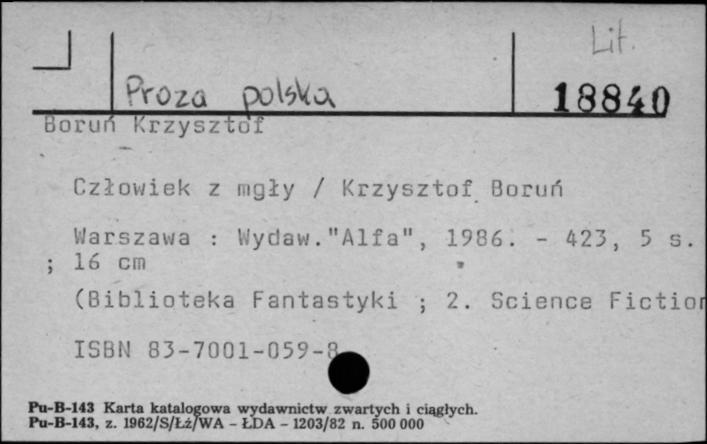 Lit.
Proza polska
18840
Boruń Krzysztof
Człowiek z mgły / Krzysztof Boruń
Warszawa : Wydaw."Alfa", 1986. - 423, 5 s.
; 16 cm
(Biblioteka Fantastyki ; 2. Science Fiction
ISBN 83-7001-059-8
Pu-B-143 Karta katalogowa wydawnictw zwartych i ciągłych.
Pu-B-143, z. 1962/S/Łż/WA - ŁDA - 1203/82 n. 500 000